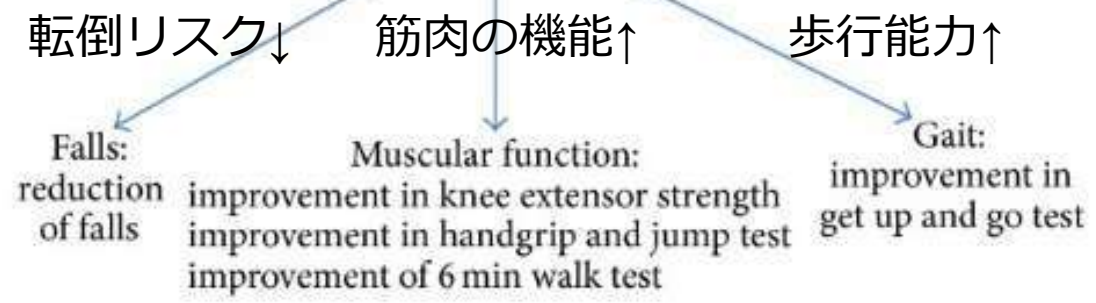 転倒リスク↓
筋肉の機能↑
歩行能力↑
Falls:
reduction
of falls
Muscular function:
improvement in knee extensor strength
improvement in handgrip and jump test
improvement of 6 min walk test
Gait:
improvement in
get up and go test